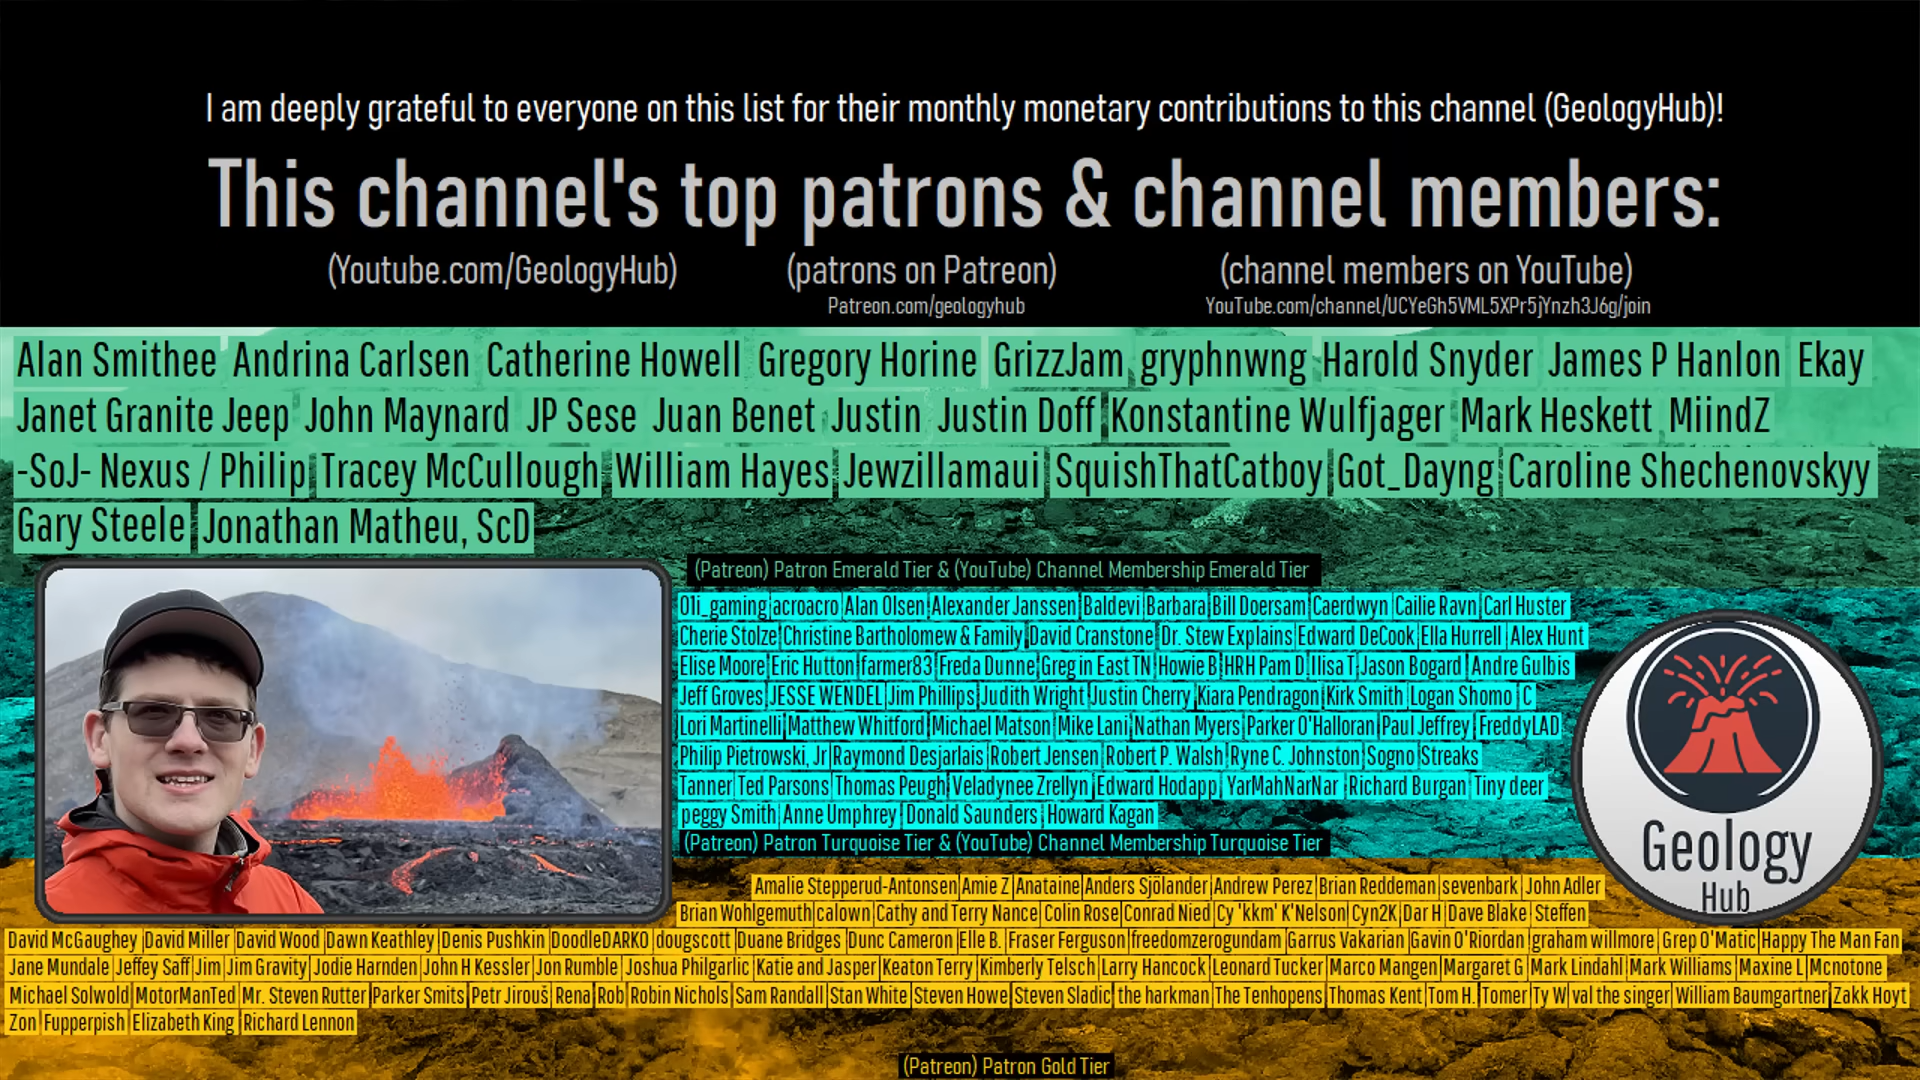 I am deeply grateful to everyone on this list for their monthly monetary contributions to this channel (GeologyHub)!
This channel's top patrons & channel members:
(Youtube.com/GeologyHub) (patrons on Patreon) (channel members on YouTube)
Patreon.com/geologyhub YouTube.com/channel/UCYeGh5VML5XPr5jYnzh3J6g/join
Alan Smithee Andrina Carlsen Catherine Howell Gregory Horine GrizzJam gryphnwng Harold Snyder James P Hanlon Ekay
Janet Granite Jeep John Maynard JP Sese Juan Benet Justin Justin Doff Konstantine Wulfjager Mark Heskett MiindZ
-SoJ- Nexus / Philip Tracey McCullough William Hayes Jewzillamaui SquishThatCatboy Got_Dayng Caroline Shechenovskyy
Gary Steele Jonathan Matheu, ScD
(Patreon) Patron Emerald Tier & (YouTube) Channel Membership Emerald Tier
01i_gaming acroacro Alan Olsen Alexander Janssen Baldevi Barbara Bill Doersam Caerdwyn Cailie Ravn Carl Huster
Cherie Stolze Christine Bartholomew & Family David Cranstone Dr. Stew Explains Edward DeCook Ella Hurrell Alex Hunt
Elise Moore Eric Hutton farmer83 Freda Dunne Greg in East TN Howie B HRH Pam D Ilisa T Jason Bogard Andre Gulbis
Jeff Groves JESSE WENDEL Jim Phillips Judith Wright Justin Cherry Kiara Pendragon Kirk Smith Logan Shomo C
Lori Martinelli Matthew Whitford Michael Matson Mike Lani Nathan Myers Parker O'Halloran Paul Jeffrey FreddyLAD
Philip Pietrowski, Jr Raymond Desjarlais Robert Jensen Robert P. Walsh Ryne C. Johnston Sogno Streaks
Tanner Ted Parsons Thomas Peugh Veladynee Zrellyn Edward Hodapp YarMahNarNar Richard Burgan Tiny deer
peggy Smith Anne Umphrey Donald Saunders Howard Kagan
(Patreon) Patron Turquoise Tier & (YouTube) Channel Membership Turquoise Tier
Geology
Hub
Amalie Stepperud-Antonsen Amie Z Anataine Anders Sjölander Andrew Perez Brian Reddeman sevenbark John Adler
Brian Wohlgemuth calown Cathy and Terry Nance Colin Rose Conrad Nied Cy 'kkm' K'Nelson Cyn2K Dar H Dave Blake Steffen
David McGaughey David Miller David Wood Dawn Keathley Denis Pushkin DoodleDARKO dougscott Duane Bridges Dunc Cameron Elle B. Fraser Ferguson freedomzerogundam Garrus Vakarian Gavin O'Riordan graham willmore Grep O'Matic Happy The Man Fan
Jane Mundale Jeffey Saff Jim Jim Gravity Jodie Harnden John H Kessler Jon Rumble Joshua Philgarlic Katie and Jasper Keaton Terry Kimberly Telsch Larry Hancock Leonard Tucker Marco Mangen Margaret G Mark Lindahl Mark Williams Maxine L Mcnotone
Michael Solwold MotorManTed Mr. Steven Rutter Parker Smits Petr Jirouš Rena Rob Robin Nichols Sam Randall Stan White Steven Howe Steven Sladic the harkman The Tenhopens Thomas Kent Tom H. Tomer Ty W val the singer William Baumgartner Zakk Hoyt
Zon Fupperpish Elizabeth King Richard Lennon
(Patreon) Patron Gold Tier